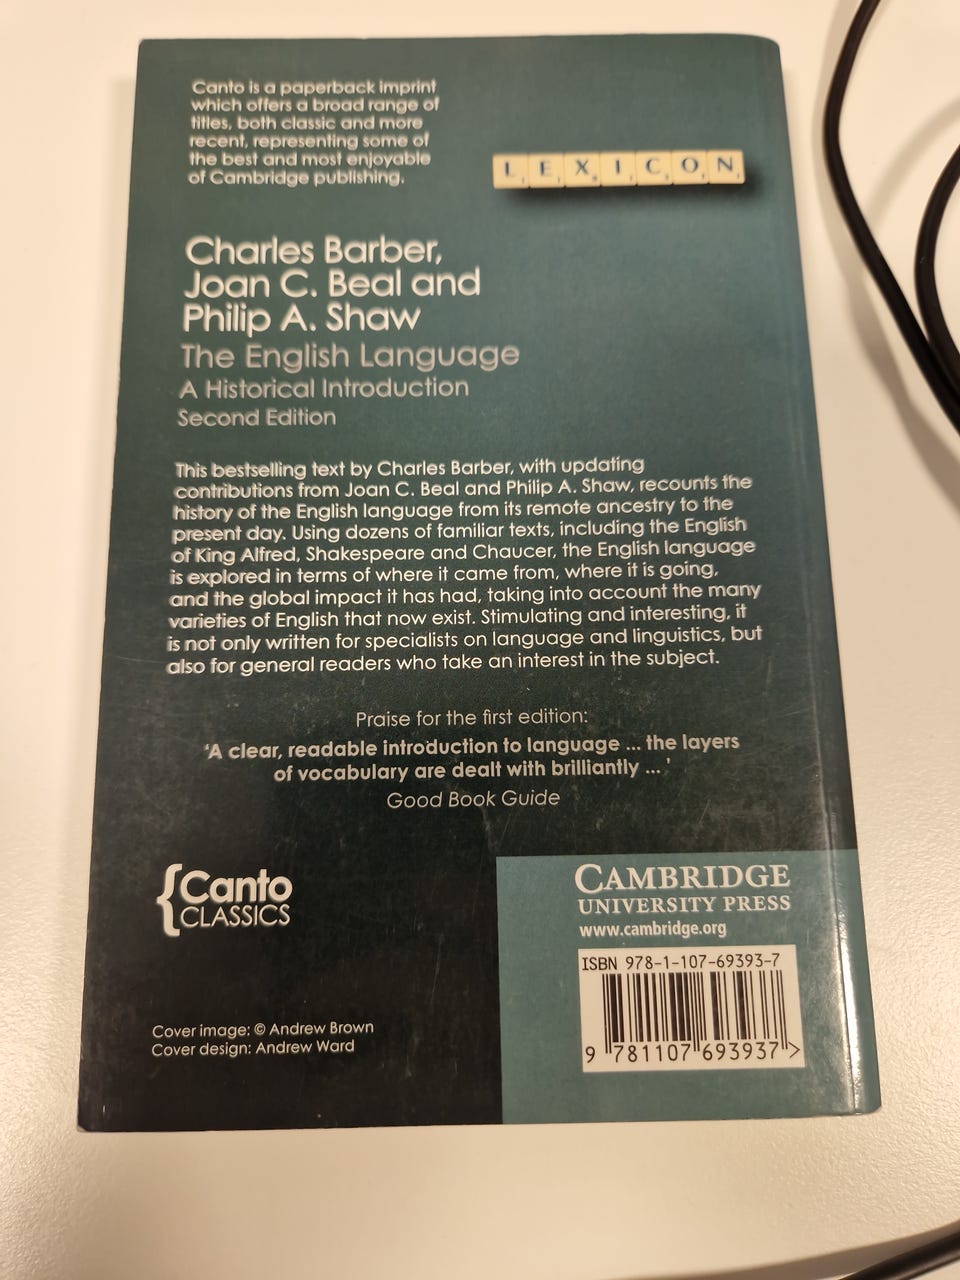 Canto is a paperback imprint
which offers a broad range of
titles, both classic and more
recent, representing some of
the best and most enjoyable
of Cambridge publishing.
LEXICON
Charles Barber,
Joan C. Beal and
Philip A. Shaw
The English Language
A Historical Introduction
Second Edition
This bestselling text by Charles Barber, with updating
contributions from Joan C. Beal and Philip A. Shaw, recounts the
history of the English language from its remote ancestry to the
present day. Using dozens of familiar texts, including the English
of King Alfred, Shakespeare and Chaucer, the English language
is explored in terms of where it came from, where it is going,
and the global impact it has had, taking into account the many
varieties of English that now exist. Stimulating and interesting, it
is not only written for specialists on language and linguistics, but
also for general readers who take an interest in the subject.
Praise for the first edition:
‘A clear, readable introduction to language ... the layers
of vocabulary are dealt with brilliantly ... ’
Good Book Guide
{Canto
CLASSICS
CAMBRIDGE
UNIVERSITY PRESS
www.cambridge.org
ISBN 978-1-107-69393-7
9 781107 693937 >
Cover image: © Andrew Brown
Cover design: Andrew Ward